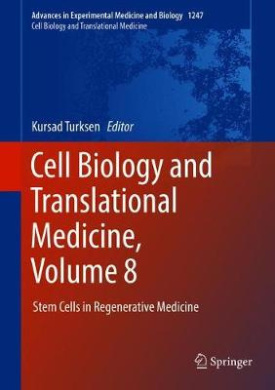 Advances in Experimental Medicine and Biology 1247
Cell Biology and Translational Medicine
Kursad Turksen Editor
Cell Biology and
Translational
Medicine,
Volume 8
Stem Cells in Regenerative Medicine
Springer